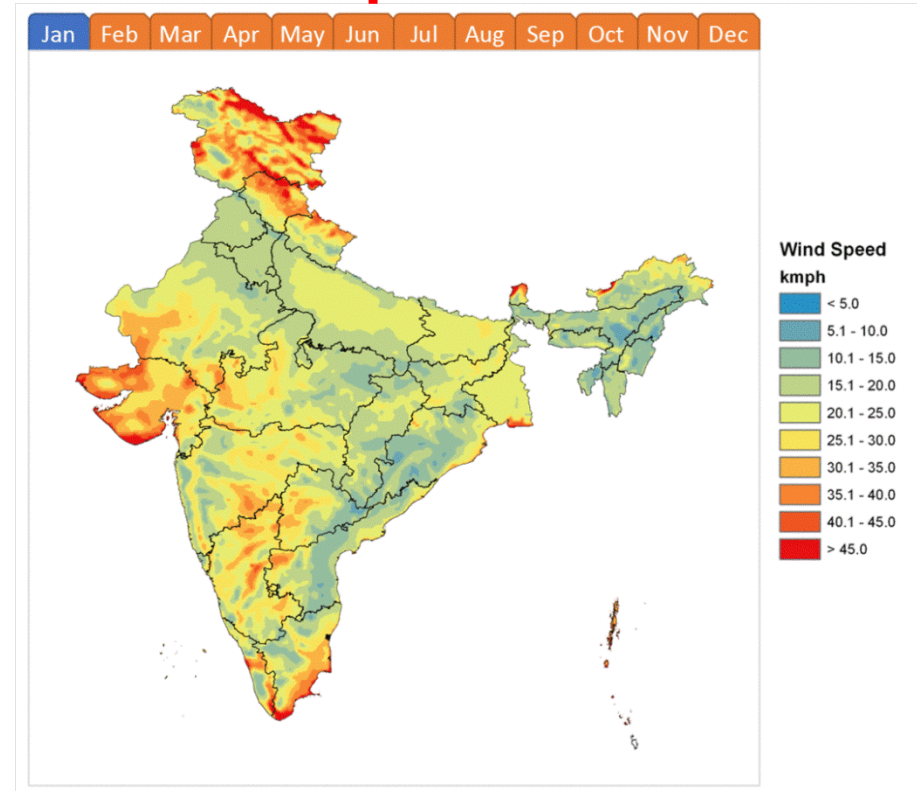 Jan Feb Mar Apr May Jun Jul Aug Sep Oct Nov Dec
Wind Speed
kmph
< 5.0
5.1 - 10.0
10.1 - 15.0
15.1 - 20.0
20.1 - 25.0
25.1 - 30.0
30.1 - 35.0
35.1 - 40.0
40.1 - 45.0
> 45.0